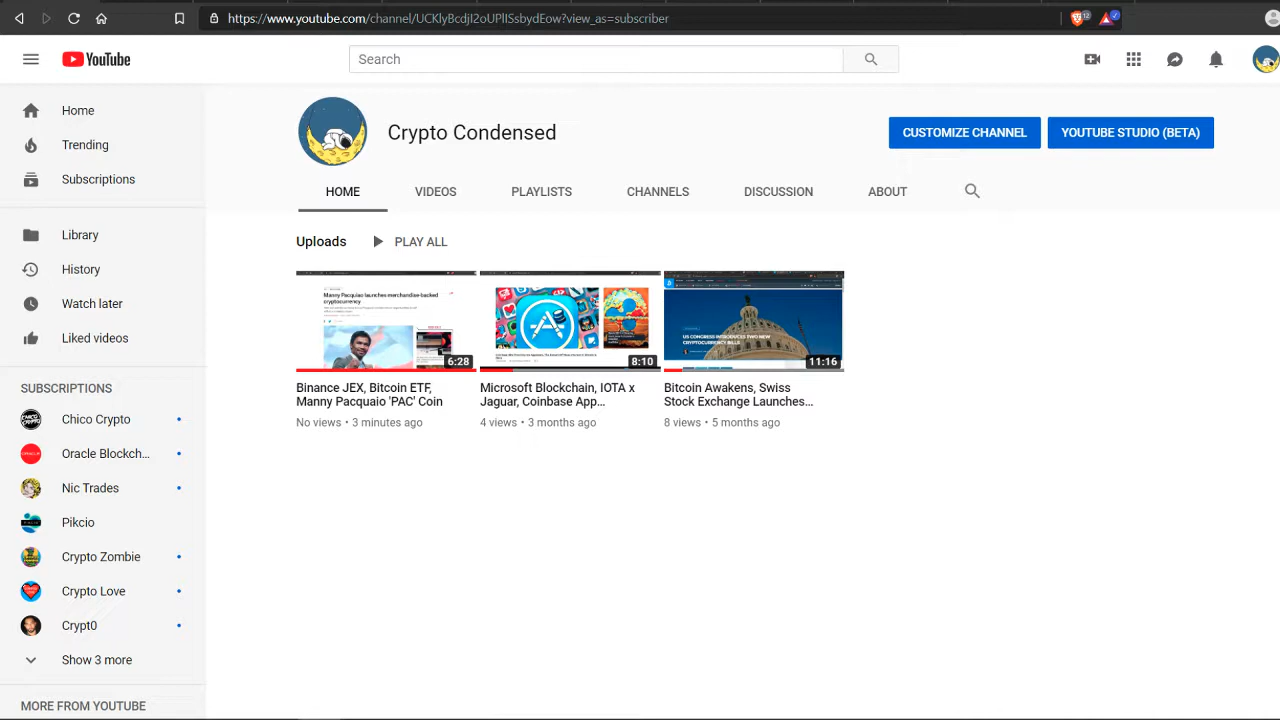 https://www.youtube.com/channel/UCKlyBcdjI2oUPllSsbydEow?view_as=subscriber
12
YouTube
Search
Home
Trending
Subscriptions
Library
History
Watch later
Liked videos
SUBSCRIPTIONS
Chico Crypto
Oracle Blockch...
Nic Trades
Pikcio
Crypto Zombie
Crypto Love
Crypt0
Show 3 more
MORE FROM YOUTUBE
Crypto Condensed
CUSTOMIZE CHANNEL
YOUTUBE STUDIO (BETA)
HOME VIDEOS PLAYLISTS CHANNELS DISCUSSION ABOUT
Uploads PLAY ALL
Manny Pacquiao launches merchandise-backed
cryptocurrency
6:28
Binance JEX, Bitcoin ETF,
Manny Pacquaio 'PAC' Coin
No views • 3 minutes ago
8:10
Microsoft Blockchain, IOTA x
Jaguar, Coinbase App...
4 views • 3 months ago
US CONGRESS INTRODUCES TWO NEW
CRYPTOCURRENCY BILLS
11:16
Bitcoin Awakens, Swiss
Stock Exchange Launches...
8 views • 5 months ago